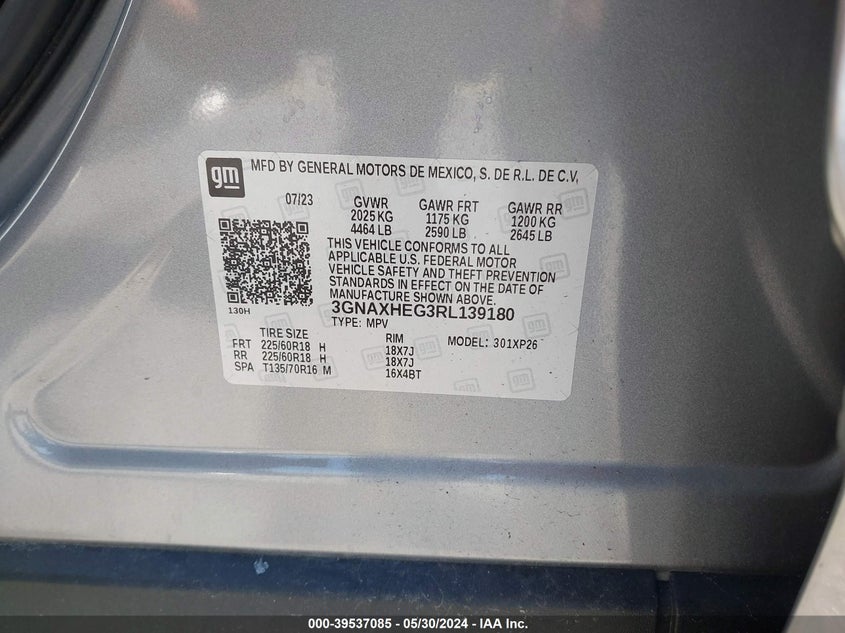 gm MFD BY GENERAL MOTORS DE MEXICO, S. DE R.L. DE C.V,
07/23 GVWR GAWR FRT GAWR RR
2025 KG 1175 KG 1200 KG
4464 LB 2590 LB 2645 LB
THIS VEHICLE CONFORMS TO ALL
APPLICABLE U.S. FEDERAL MOTOR
VEHICLE SAFETY AND THEFT PREVENTION
STANDARDS IN EFFECT ON THE DATE OF
MANUFACTURE SHOWN ABOVE.
130H 3GNAXHEG3RL139180
TYPE: MPV
TIRE SIZE RIM MODEL: 301XP26
FRT 225/60R18 H 18X7J
RR 225/60R18 H 18X7J
SPA T135/70R16 M 16X4BT
000-39537085 - 05/30/2024 - IAA Inc.